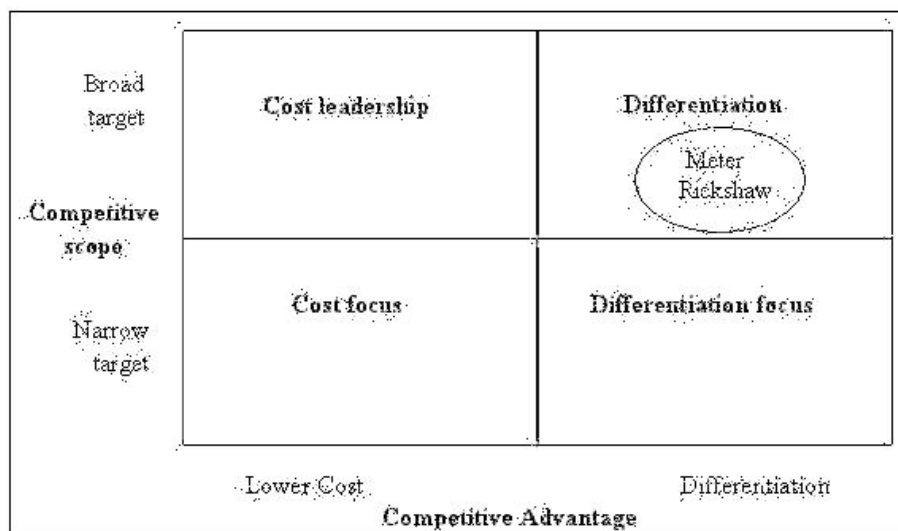 Broad
target
Cost leadership
Differentiation
Meter
Rickshaw
Competitive
scope
Cost focus
Differentiation focus
Narrow
target
Lower Cost
Differentiation
Competitive Advantage